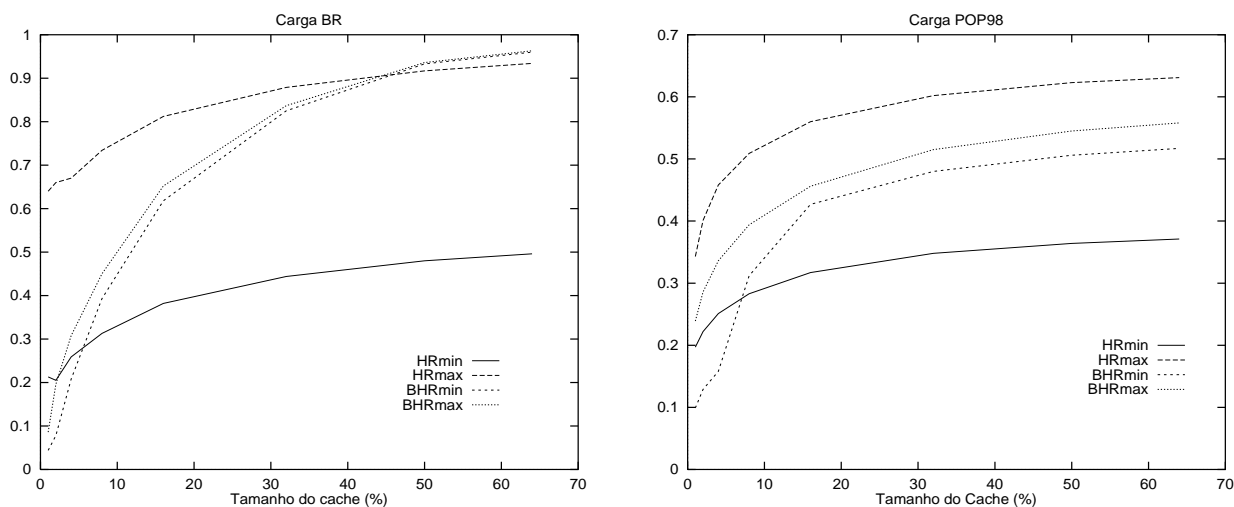 Carga BR
1
0.9
0.8
0.7
0.6
0.5
0.4
0.3
0.2
0.1
0
0 10 20 30 40 50 60 70
Tamanho do cache (%)
HRmin
HRmax
BHRmin
BHRmax
Carga POP98
0.7
0.6
0.5
0.4
0.3
0.2
0.1
0
0 10 20 30 40 50 60 70
Tamanho do Cache (%)
HRmin
HRmax
BHRmin
BHRmax